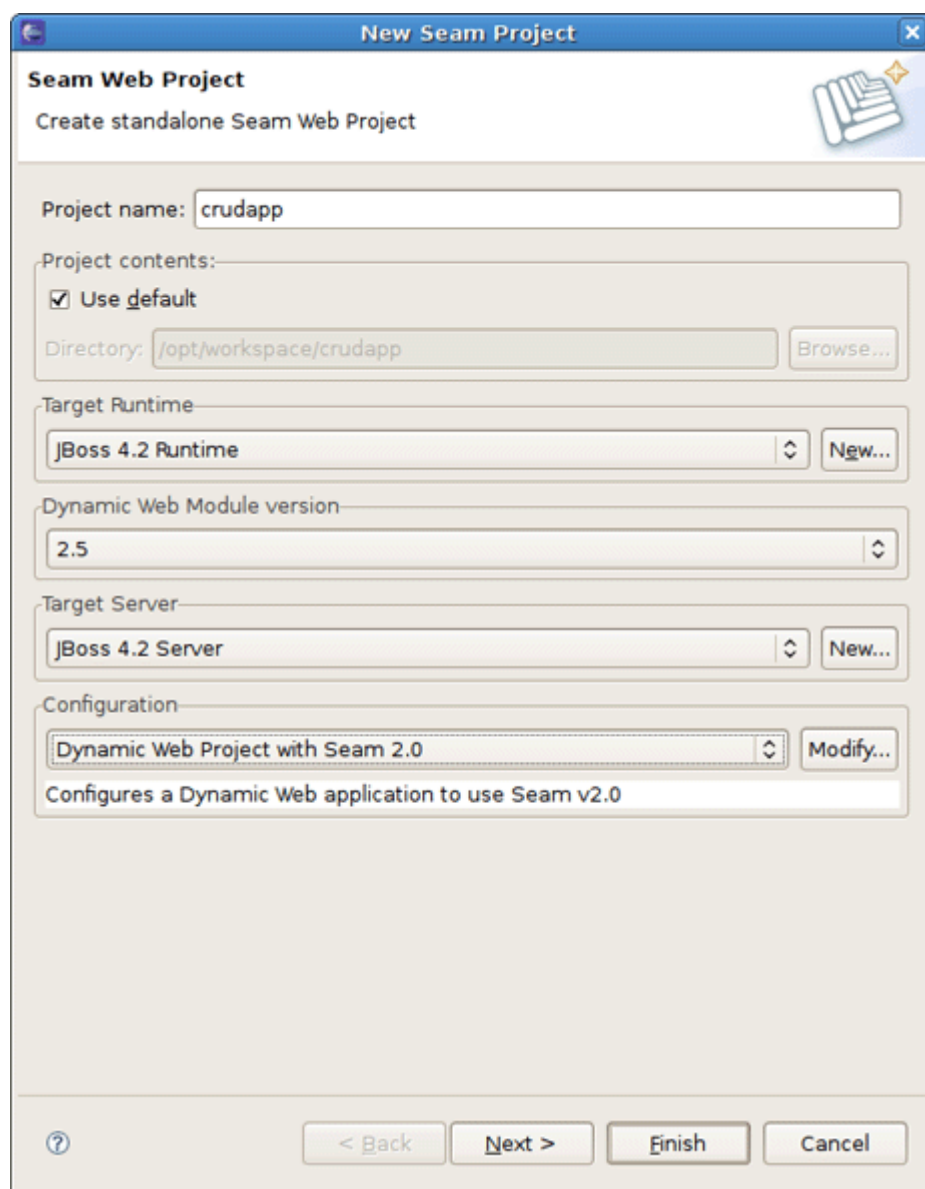 New Seam Project
Seam Web Project
Create standalone Seam Web Project
Project name: crudapp
Project contents:
Use default
Directory: /opt/workspace/crudapp Browse...
Target Runtime
JBoss 4.2 Runtime New...
Dynamic Web Module version
2.5
Target Server
JBoss 4.2 Server New...
Configuration
Dynamic Web Project with Seam 2.0 Modify...
Configures a Dynamic Web application to use Seam v2.0
? < Back Next > Finish Cancel